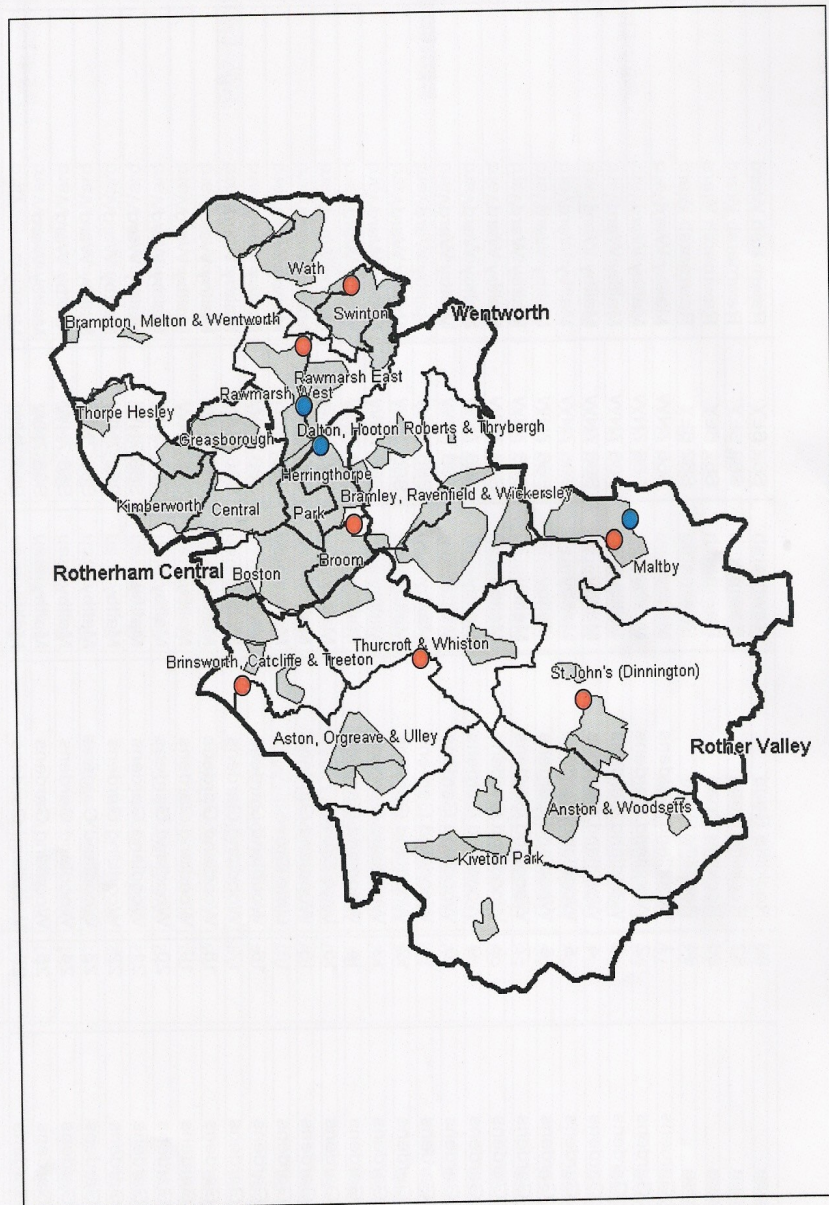 Wath
Swinton
Wentworth
Brampton, Melton & Wentworth
Rawmarsh East
Rawmarsh West
Thorpe Hesley
Dalton, Hooton Roberts & Thrybergh
Greasborough
Herringthorpe
Bramley, Ravenfield & Wickersley
Kimberworth
Central
Park
Broom
Maltby
Rotherham Central
Boston
Thurcroft & Whiston
Brinsworth, Catcliffe & Treeton
St John's (Dinnington)
Aston, Orgreave & Ulley
Rother Valley
Anston & Woodsetts
Kiveton Park